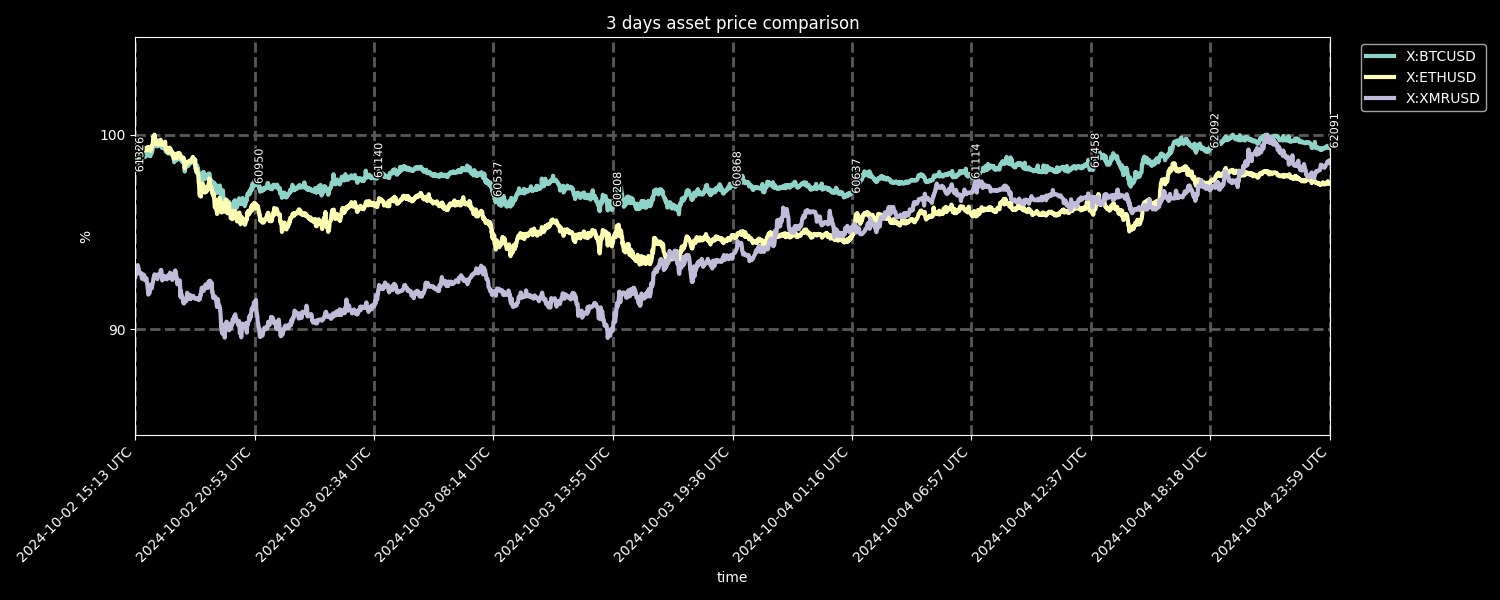 3 days asset price comparison
X:BTCUSD
X:ETHUSD
X:XMRUSD
%
100
90
60950
61140
60537
60208
60868
60637
61114
61458
62092
62091
2024-10-02 15:13 UTC
2024-10-02 20:53 UTC
2024-10-03 02:34 UTC
2024-10-03 08:14 UTC
2024-10-03 13:55 UTC
2024-10-03 19:36 UTC
2024-10-04 01:16 UTC
2024-10-04 06:57 UTC
2024-10-04 12:37 UTC
2024-10-04 18:18 UTC
2024-10-04 23:59 UTC
time